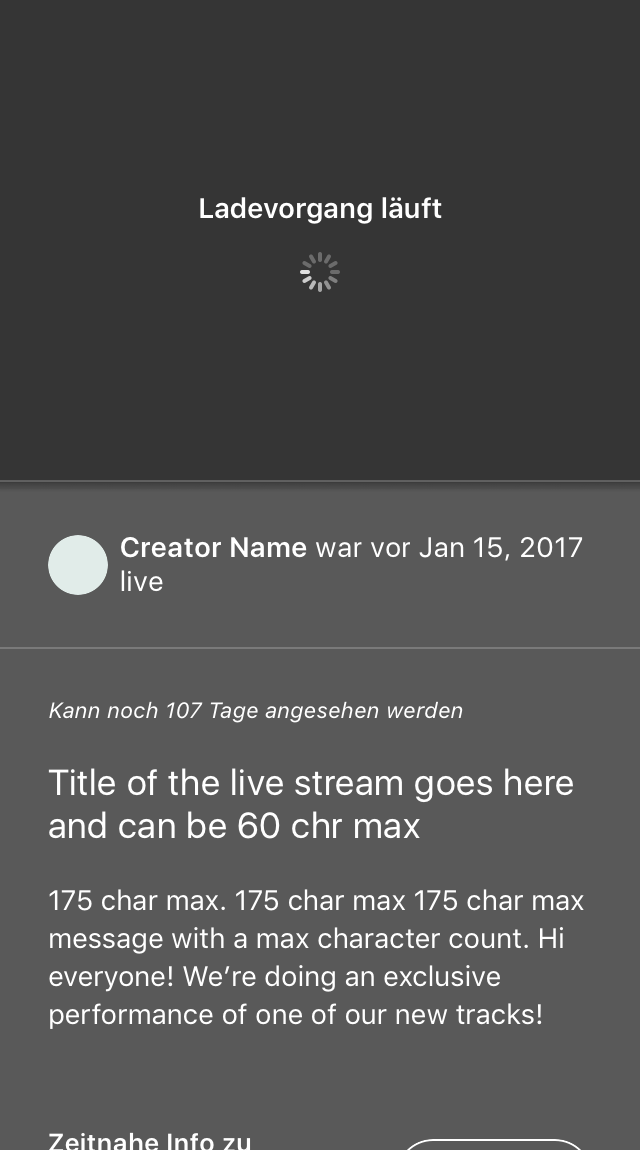 Ladevorgang läuft
Creator Name war vor Jan 15, 2017
live
Kann noch 107 Tage angesehen werden
Title of the live stream goes here
and can be 60 chr max
175 char max. 175 char max 175 char max
message with a max character count. Hi
everyone! We’re doing an exclusive
performance of one of our new tracks!
Zeitnahe Info zu